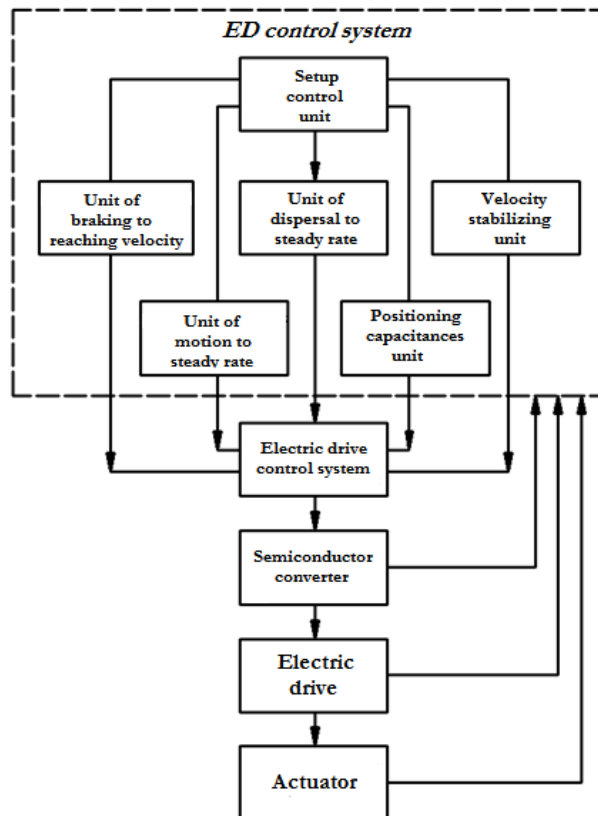 ED control system
Setup
control
unit
Unit of
braking to
reaching velocity
Unit of
dispersal to
steady rate
Velocity
stabilizing
unit
Unit of
motion to
steady rate
Positioning
capacitances
unit
Electric drive
control system
Semiconductor
converter
Electric
drive
Actuator